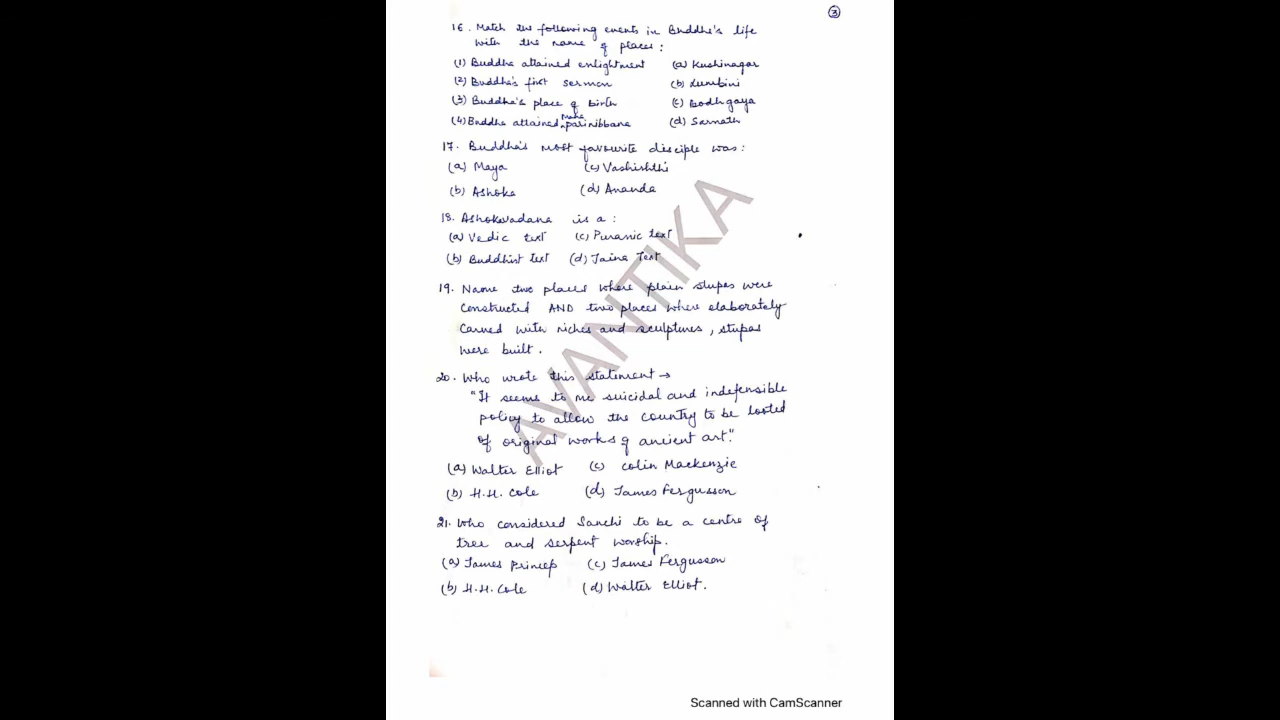 3
16. Match the following events in Buddha's life
with the name of places:
(1) Buddha attained enlightment (a) Kushinagar
(2) Buddha's first sermon (b) Lumbini
(3) Buddha's place of birth (c) Bodhgaya
(4) Buddha attained Maha parinibbana (d) Sarnath
17. Buddha's most favourite disciple was:
(a) Maya (c) Vashishthi
(b) Ashoka (d) Ananda
18. Ashokavadana is a:
(a) Vedic text (c) Puranic text
(b) Buddhist text (d) Jaina Text
19. Name two places where plain stupas were
constructed AND two places where elaborately
carved with niches and sculptures, stupas
were built.
20. Who wrote this statement →
"It seems to me suicidal and indefensible
policy to allow the country to be looted
of original works of ancient art."
(a) Walter Elliot (c) Colin Mackenzie
(b) H.H. Cole (d) James Fergusson
21. Who considered Sanchi to be a centre of
tree and serpent worship.
(a) James Prinsep (c) James Fergusson
(b) H.H. Cole (d) Walter Elliot.
AVANTIKA
Scanned with CamScanner